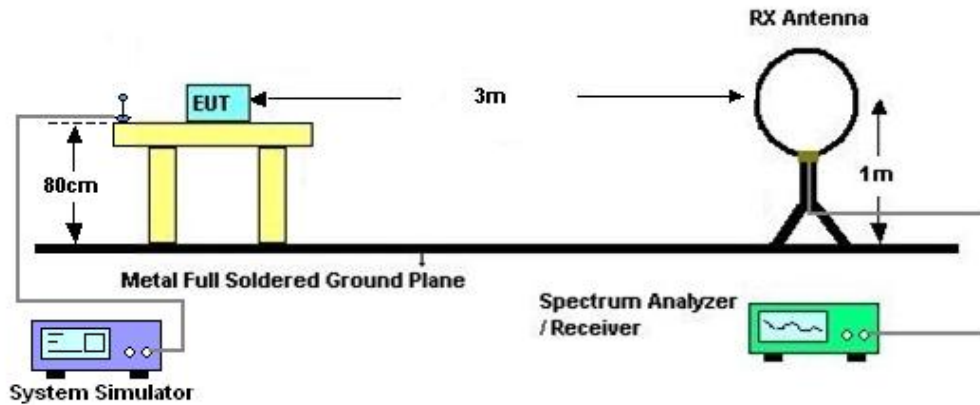 RX Antenna
EUT
3m
80cm
1m
Metal Full Soldered Ground Plane
Spectrum Analyzer
/ Receiver
System Simulator